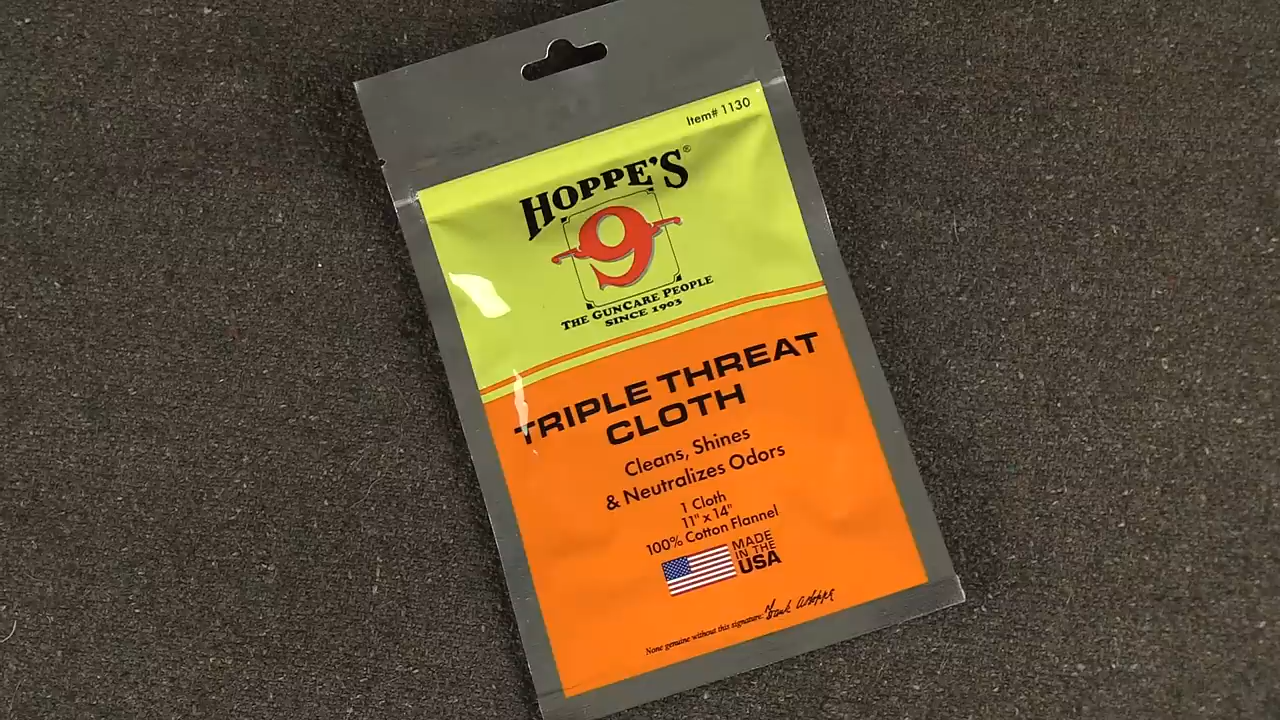 Item# 1130
HOPPE'S®
9
THE GUNCARE PEOPLE
SINCE 1903
TRIPLE THREAT
CLOTH
Cleans, Shines
& Neutralizes Odors
1 Cloth
11" x 14"
100% Cotton Flannel
MADE
IN THE
USA
None genuine without this signature: